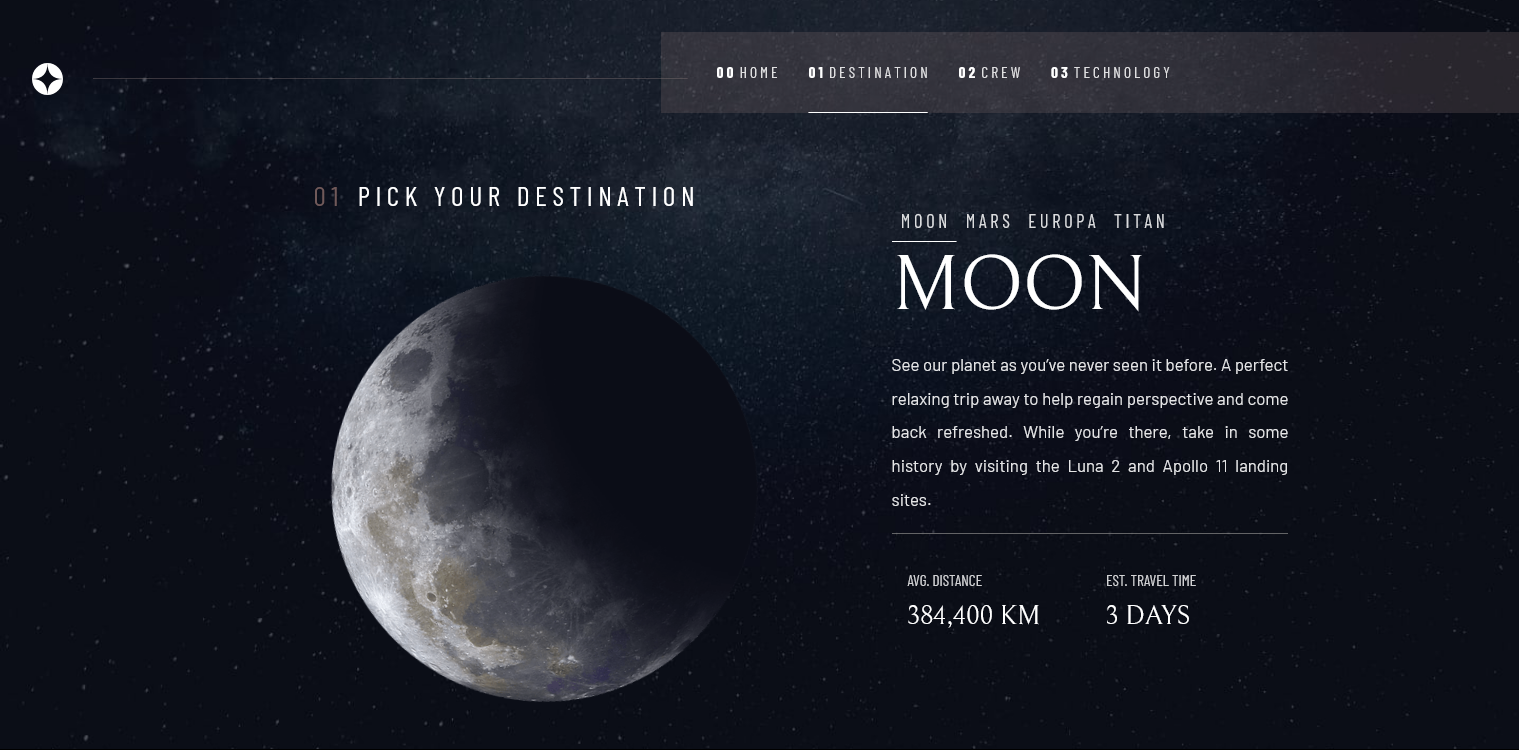 00 HOME 01 DESTINATION 02 CREW 03 TECHNOLOGY
01 PICK YOUR DESTINATION
MOON MARS EUROPA TITAN
MOON
See our planet as you’ve never seen it before. A perfect
relaxing trip away to help regain perspective and come
back refreshed. While you’re there, take in some
history by visiting the Luna 2 and Apollo 11 landing
sites.
AVG. DISTANCE
384,400 KM
EST. TRAVEL TIME
3 DAYS